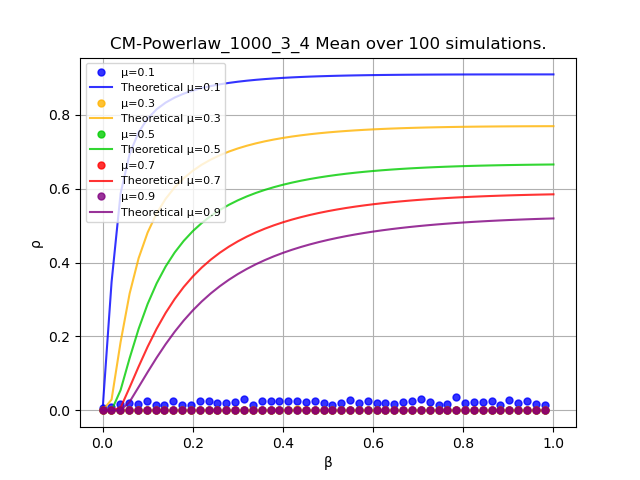 CM-Powerlaw_1000_3_4 Mean over 100 simulations.
μ=0.1
Theoretical μ=0.1
μ=0.3
Theoretical μ=0.3
μ=0.5
Theoretical μ=0.5
μ=0.7
Theoretical μ=0.7
μ=0.9
Theoretical μ=0.9
ρ
0.8
0.6
0.4
0.2
0.0
0.0 0.2 0.4 0.6 0.8 1.0
β